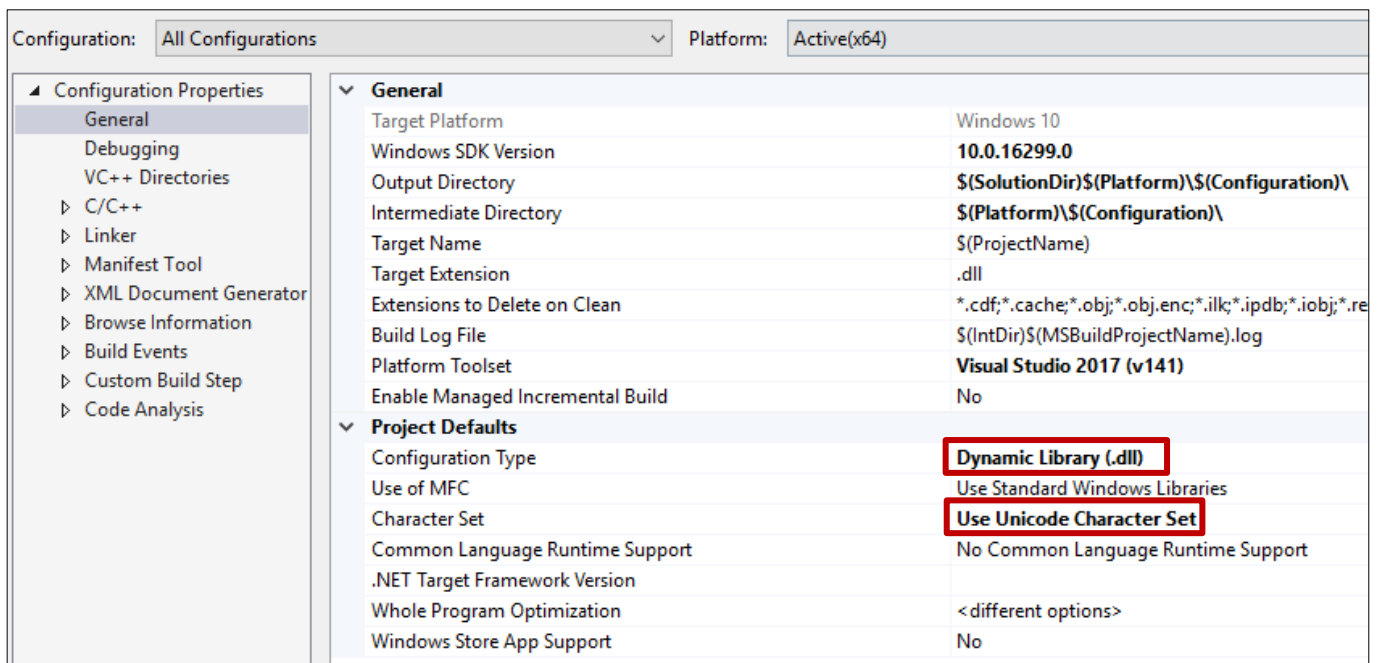 Configuration: All Configurations Platform: Active(x64)
Configuration Properties
General
Debugging
VC++ Directories
C/C++
Linker
Manifest Tool
XML Document Generator
Browse Information
Build Events
Custom Build Step
Code Analysis
General
Target Platform Windows 10
Windows SDK Version 10.0.16299.0
Output Directory $(SolutionDir)$(Platform)\$(Configuration)\
Intermediate Directory $(Platform)\$(Configuration)\
Target Name $(ProjectName)
Target Extension .dll
Extensions to Delete on Clean *.cdf;*.cache;*.obj;*.obj.enc;*.ilk;*.ipdb;*.iobj;*.re
Build Log File $(IntDir)$(MSBuildProjectName).log
Platform Toolset Visual Studio 2017 (v141)
Enable Managed Incremental Build No
Project Defaults
Configuration Type Dynamic Library (.dll)
Use of MFC Use Standard Windows Libraries
Character Set Use Unicode Character Set
Common Language Runtime Support No Common Language Runtime Support
.NET Target Framework Version
Whole Program Optimization <different options>
Windows Store App Support No